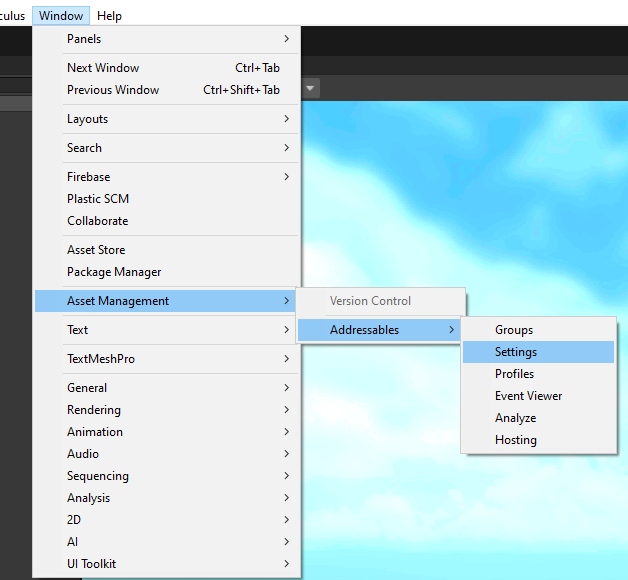 culus Window Help
Panels
Next Window Ctrl+Tab
Previous Window Ctrl+Shift+Tab
Layouts
Search
Firebase
Plastic SCM
Collaborate
Asset Store
Package Manager
Asset Management
Version Control
Text
Addressables
Groups
Settings
Profiles
Event Viewer
Analyze
Hosting
TextMeshPro
General
Rendering
Animation
Audio
Sequencing
Analysis
2D
AI
UI Toolkit